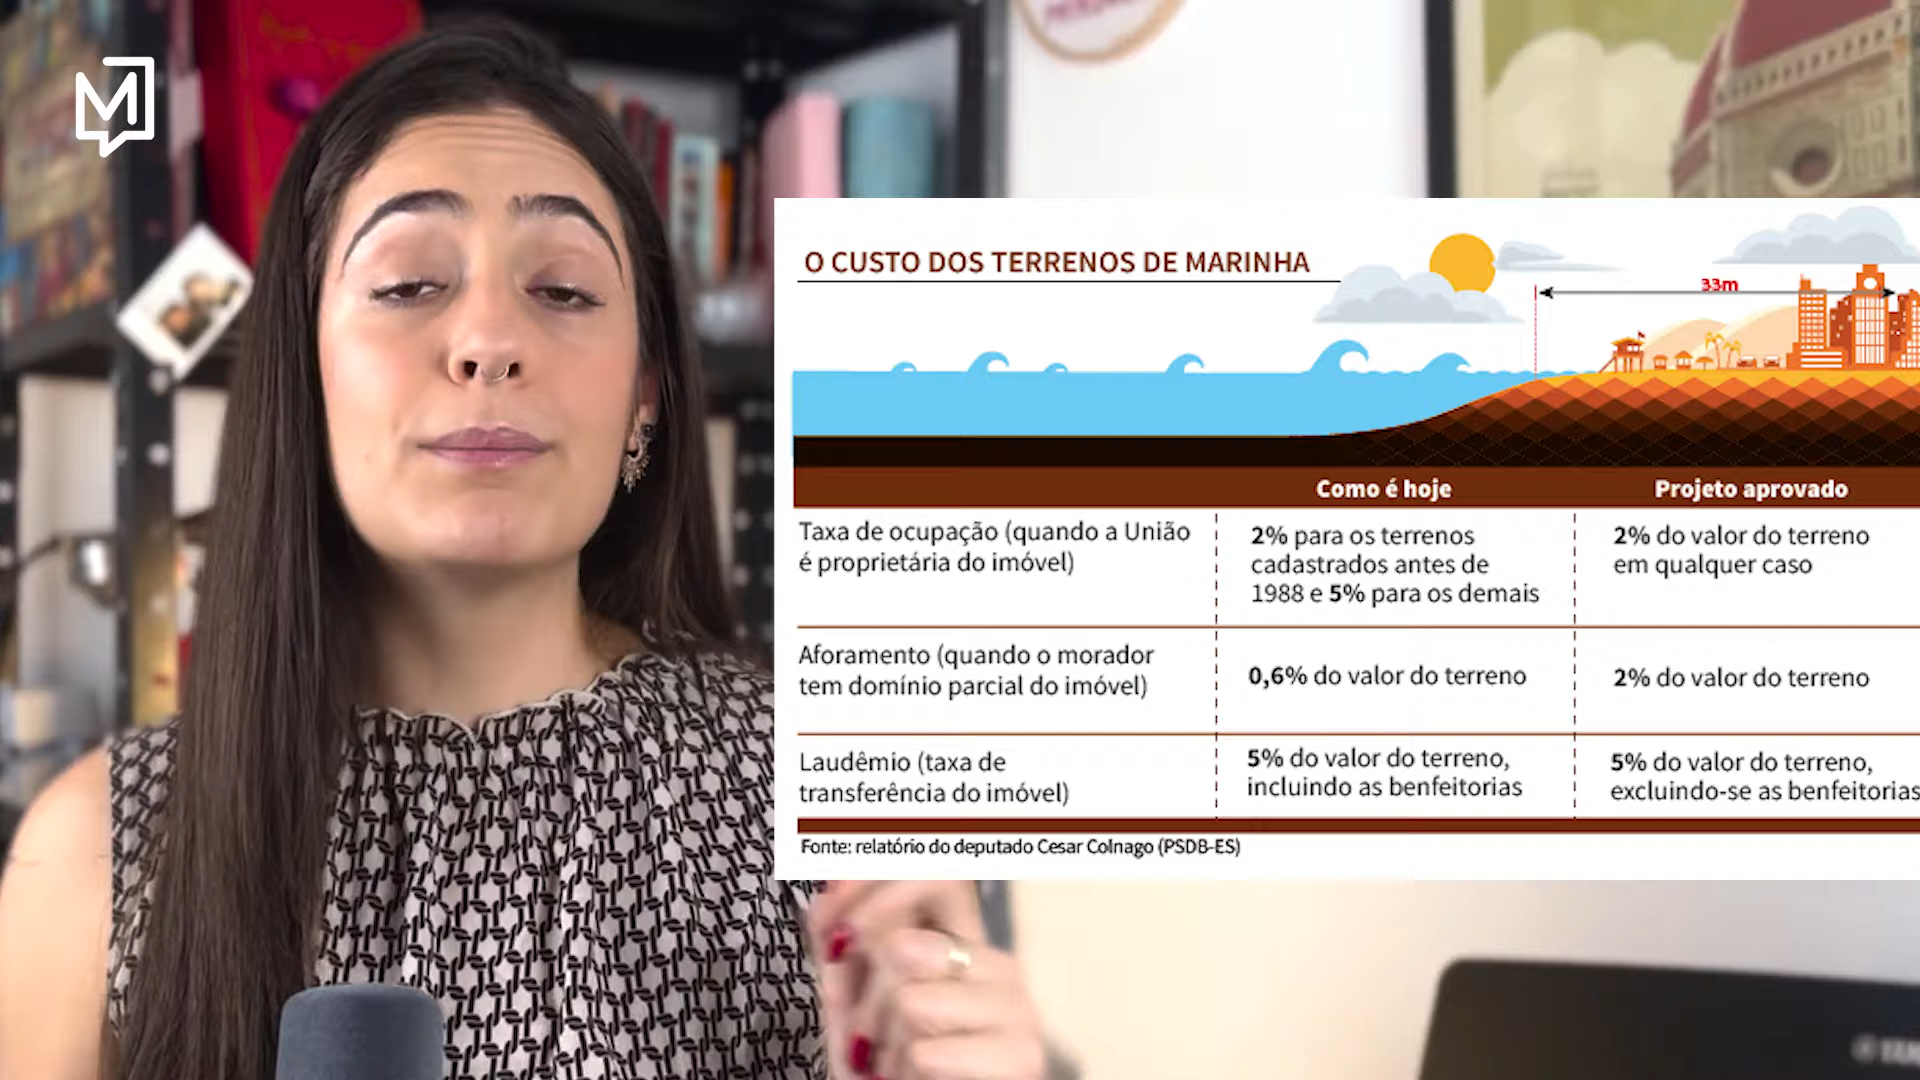 O CUSTO DOS TERRENOS DE MARINHA
33m
Como é hoje
Projeto aprovado
Taxa de ocupação (quando a União
é proprietária do imóvel)
2% para os terrenos
cadastrados antes de
1988 e 5% para os demais
2% do valor do terreno
em qualquer caso
Aforamento (quando o morador
tem domínio parcial do imóvel)
0,6% do valor do terreno
2% do valor do terreno
Laudêmio (taxa de
transferência do imóvel)
5% do valor do terreno,
incluindo as benfeitorias
5% do valor do terreno,
excluindo-se as benfeitorias
Fonte: relatório do deputado Cesar Colnago (PSDB-ES)